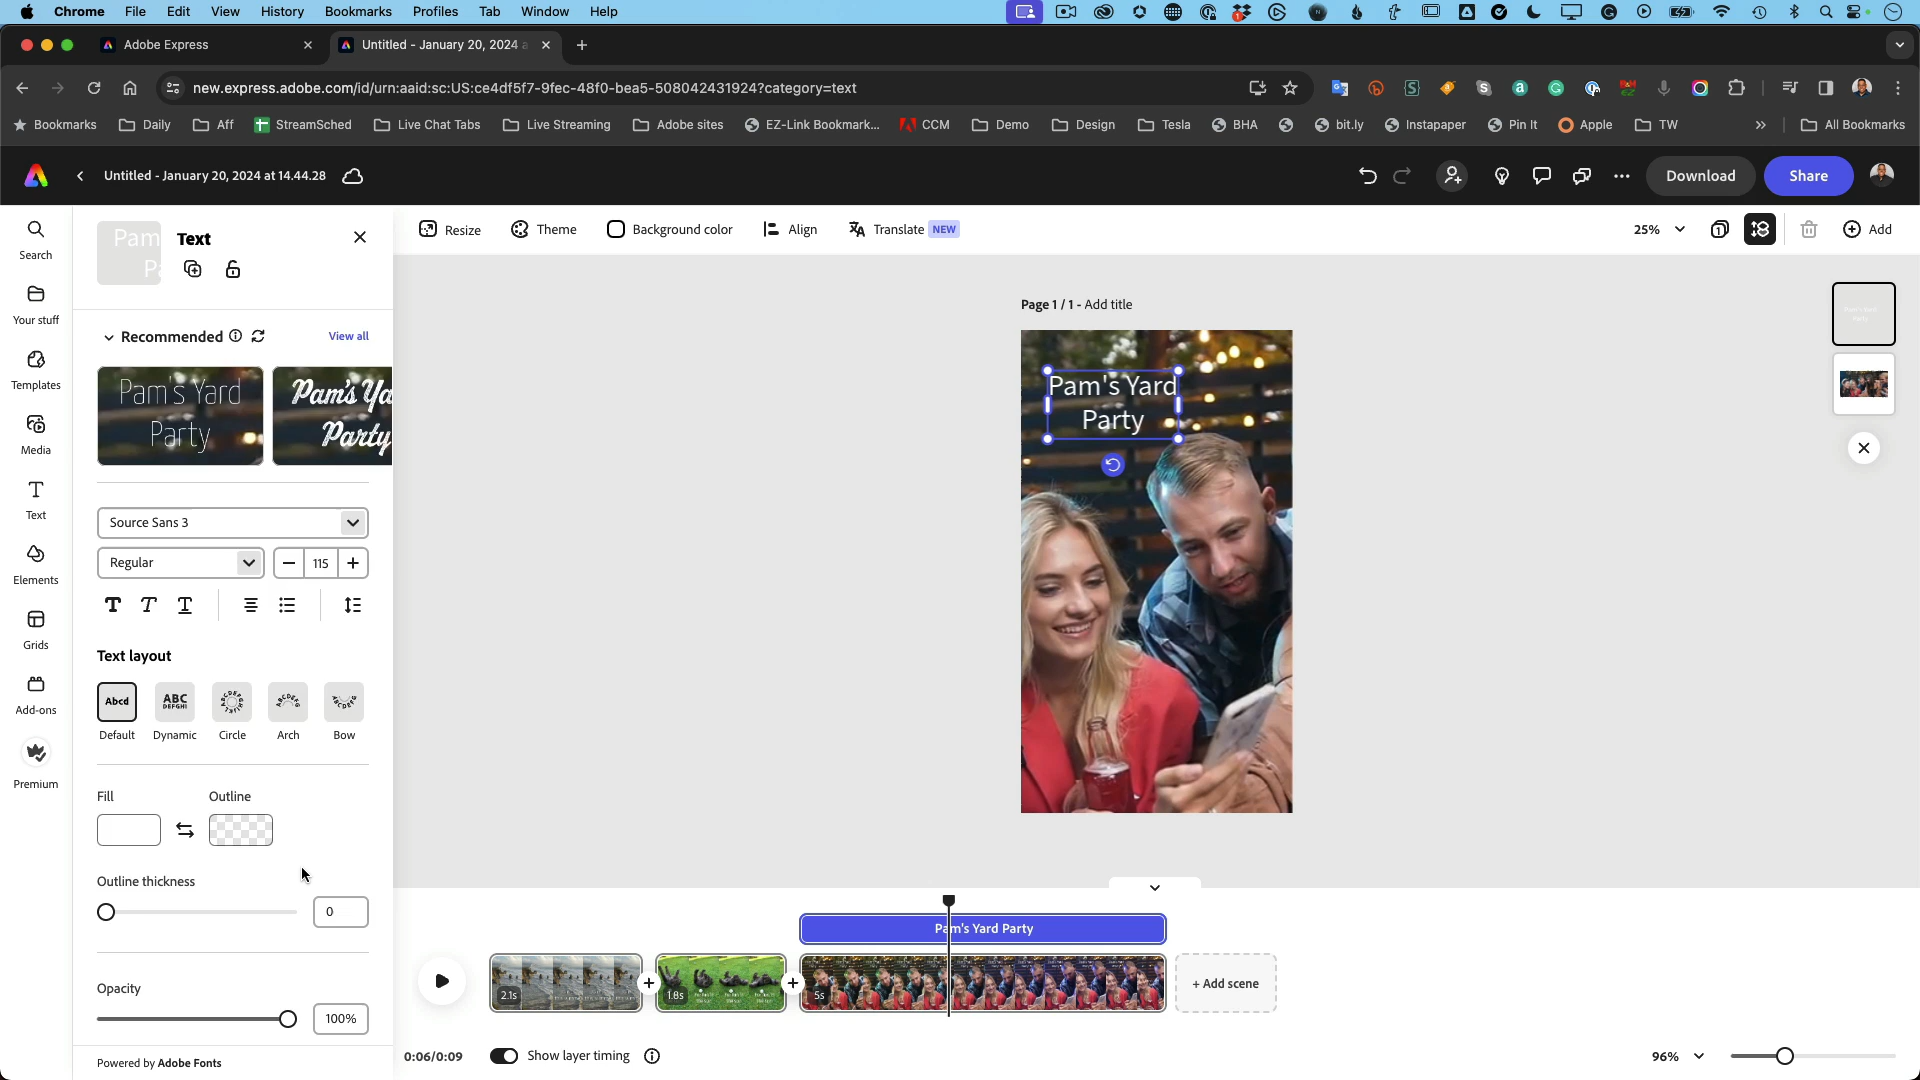 Chrome File Edit View History Bookmarks Profiles Tab Window Help
Adobe Express
Untitled - January 20, 2024 a
new.express.adobe.com/id/urn:aaid:sc:US:ce4df5f7-9fec-48f0-bea5-508042431924?category=text
Bookmarks Daily Aff StreamSched Live Chat Tabs Live Streaming Adobe sites EZ-Link Bookmark... CCM Demo Design Tesla BHA bit.ly Instapaper Pin It Apple TW All Bookmarks
Untitled - January 20, 2024 at 14.44.28
Download
Share
Search
Your stuff
Templates
Media
Text
Elements
Grids
Add-ons
Premium
Pam
Pa
Text
Recommended
View all
Pam's Yard
Party
Pam's Ya
Party
Source Sans 3
Regular
115
T T T
Text layout
Abcd
ABC
DEFGHI
Default Dynamic Circle Arch Bow
Fill
Outline
Outline thickness
0
Opacity
100%
Powered by Adobe Fonts
Resize Theme Background color Align Translate NEW
25%
1
Add
Page 1 / 1 - Add title
Pam's Yard
Party
Pam's Yard Party
2.1s
1.8s
5s
+ Add scene
0:06/0:09
Show layer timing
96%